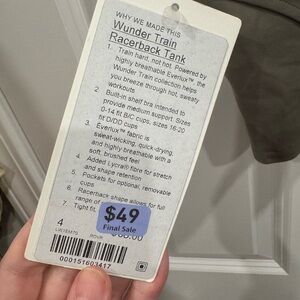 WHY WE MADE THIS
Wunder Train
Racerback Tank
1. Train hard, not hot. Powered by
highly breathable Everlux™ the
Wunder Train collection helps
you breeze through hot, sweaty
workouts
2. Built-in shelf bra intended to
provide medium support. Sizes
0-14 fit B/C cups, sizes 16-20
fit D/DD cups
3. Everlux™ fabric is
sweat-wicking, quick-drying,
and highly breathable with a
soft, brushed feel
4. Added Lycra® fibre for stretch
and shape retention
5. Pockets for optional, removable
cups
6. Racerback shape allows for full
range of
7. Tight fit,
4
$49
Final Sale
000151603417